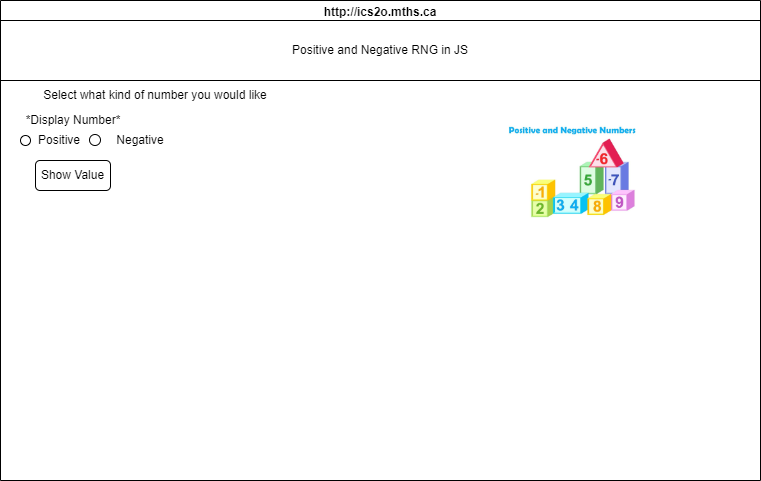 http://ics2o.mths.ca
Positive and Negative RNG in JS
Select what kind of number you would like
*Display Number*
Positive Negative
Show Value
Positive and Negative Numbers
-6
5 -7
-1
2 3 4 8 9